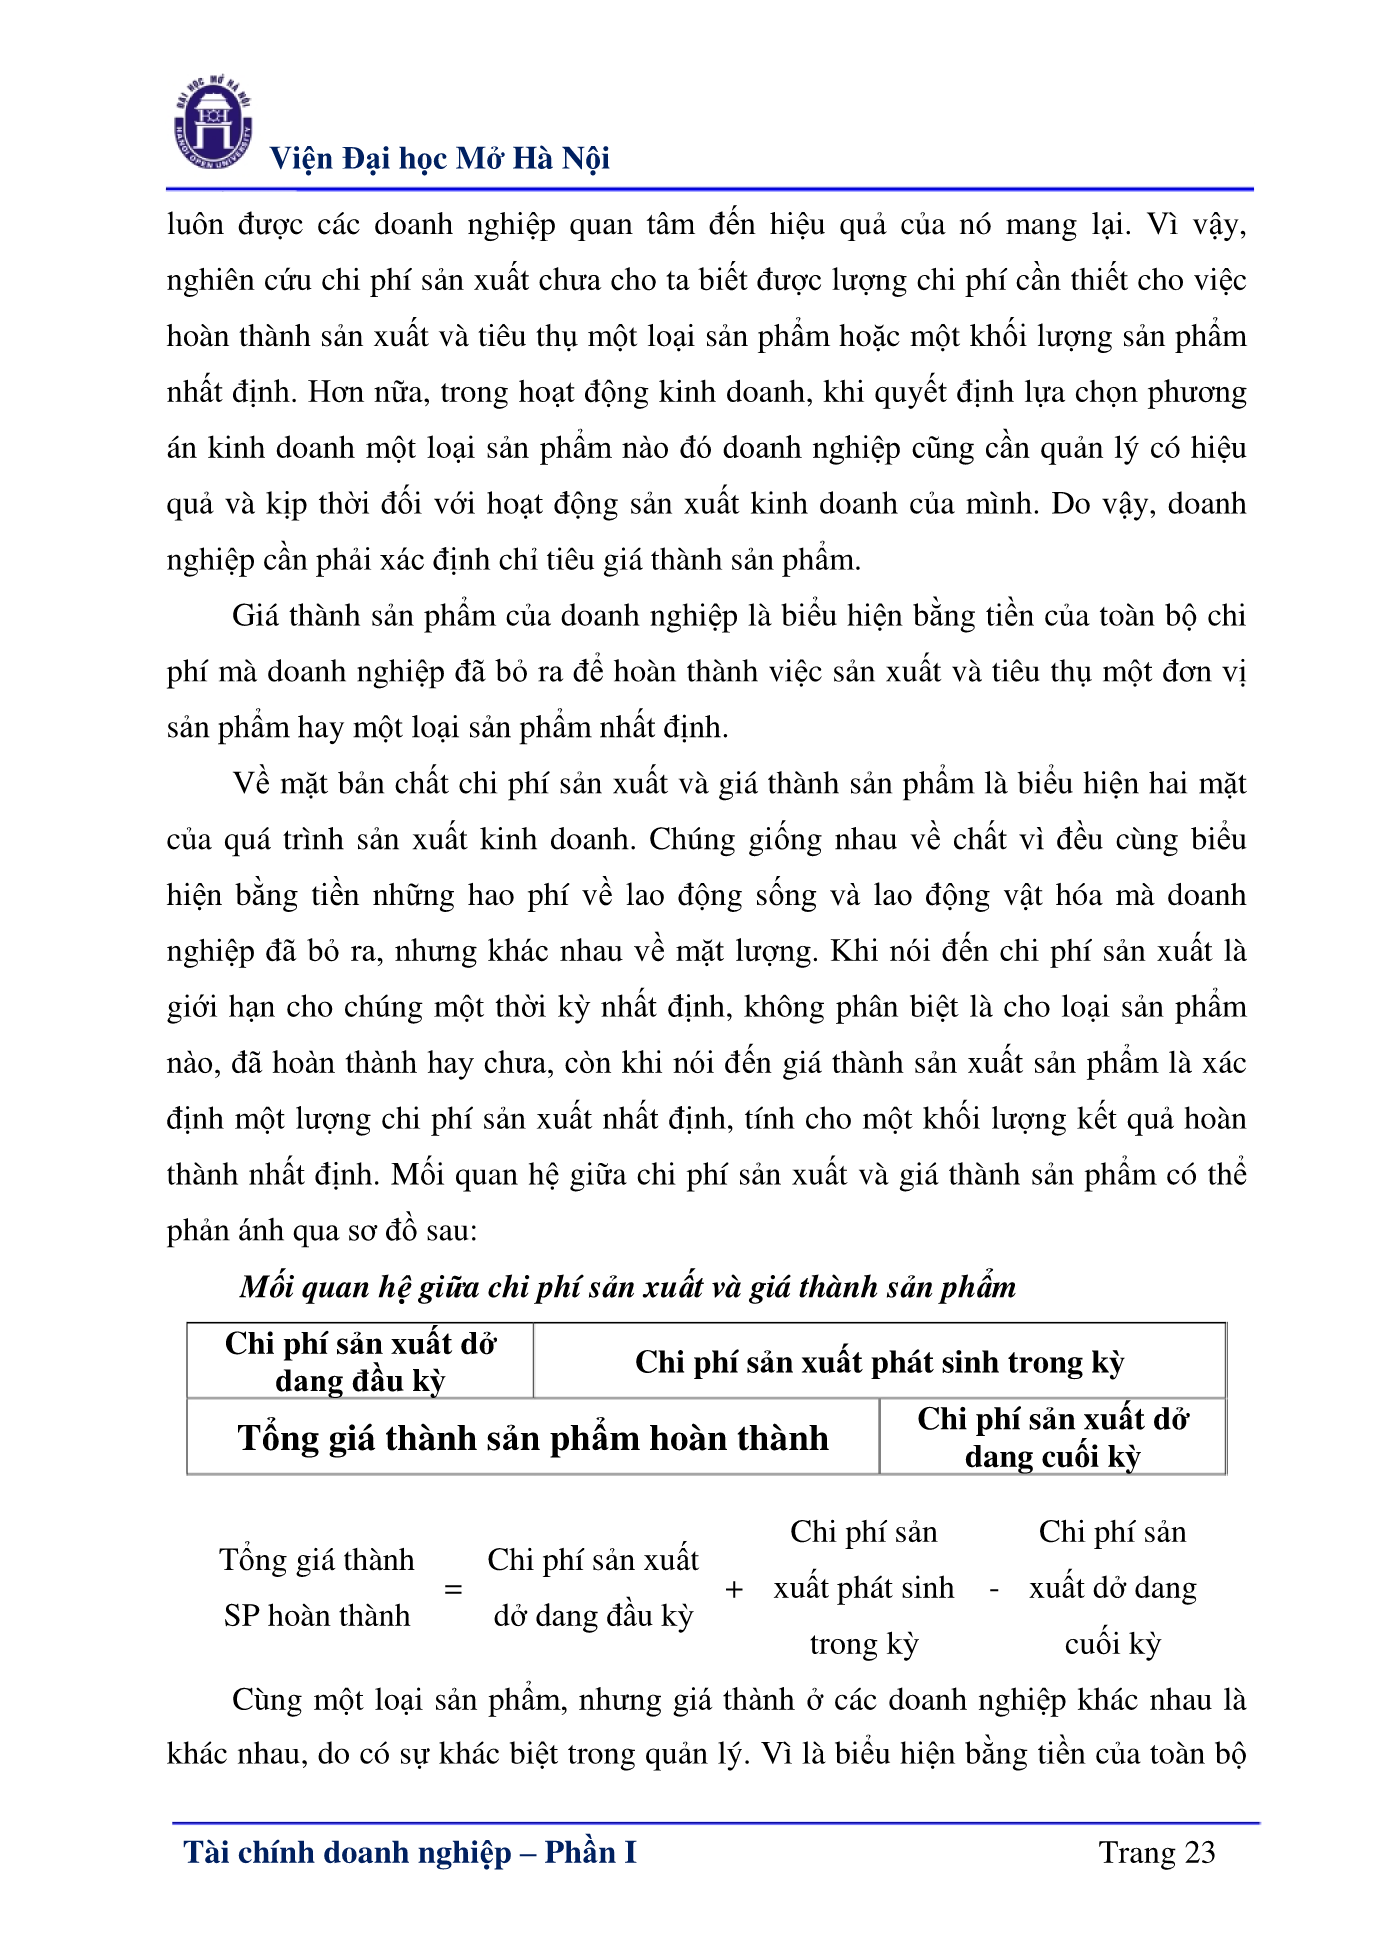 ĐẠI HỌC MỞ HÀ NỘI
HANOI OPEN UNIVERSITY
Viện Đại học Mở Hà Nội
luôn được các doanh nghiệp quan tâm đến hiệu quả của nó mang lại. Vì vậy,
nghiên cứu chi phí sản xuất chưa cho ta biết được lượng chi phí cần thiết cho việc
hoàn thành sản xuất và tiêu thụ một loại sản phẩm hoặc một khối lượng sản phẩm
nhất định. Hơn nữa, trong hoạt động kinh doanh, khi quyết định lựa chọn phương
án kinh doanh một loại sản phẩm nào đó doanh nghiệp cũng cần quản lý có hiệu
quả và kịp thời đối với hoạt động sản xuất kinh doanh của mình. Do vậy, doanh
nghiệp cần phải xác định chỉ tiêu giá thành sản phẩm.
Giá thành sản phẩm của doanh nghiệp là biểu hiện bằng tiền của toàn bộ chi
phí mà doanh nghiệp đã bỏ ra để hoàn thành việc sản xuất và tiêu thụ một đơn vị
sản phẩm hay một loại sản phẩm nhất định.
Về mặt bản chất chi phí sản xuất và giá thành sản phẩm là biểu hiện hai mặt
của quá trình sản xuất kinh doanh. Chúng giống nhau về chất vì đều cùng biểu
hiện bằng tiền những hao phí về lao động sống và lao động vật hóa mà doanh
nghiệp đã bỏ ra, nhưng khác nhau về mặt lượng. Khi nói đến chi phí sản xuất là
giới hạn cho chúng một thời kỳ nhất định, không phân biệt là cho loại sản phẩm
nào, đã hoàn thành hay chưa, còn khi nói đến giá thành sản xuất sản phẩm là xác
định một lượng chi phí sản xuất nhất định, tính cho một khối lượng kết quả hoàn
thành nhất định. Mối quan hệ giữa chi phí sản xuất và giá thành sản phẩm có thể
phản ánh qua sơ đồ sau:
Mối quan hệ giữa chi phí sản xuất và giá thành sản phẩm
Chi phí sản xuất dở
dang đầu kỳ
Chi phí sản xuất phát sinh trong kỳ
Tổng giá thành sản phẩm hoàn thành
Chi phí sản xuất dở
dang cuối kỳ
Tổng giá thành
SP hoàn thành
=
Chi phí sản xuất
dở dang đầu kỳ
+
Chi phí sản
xuất phát sinh
trong kỳ
-
Chi phí sản
xuất dở dang
cuối kỳ
Cùng một loại sản phẩm, nhưng giá thành ở các doanh nghiệp khác nhau là
khác nhau, do có sự khác biệt trong quản lý. Vì là biểu hiện bằng tiền của toàn bộ
Tài chính doanh nghiệp – Phần I
Trang 23